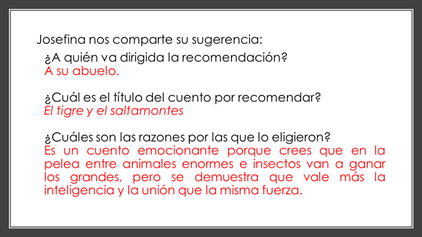 Josefina nos comparte su sugerencia:
¿A quién va dirigida la recomendación?
A su abuelo.
¿Cuál es el título del cuento por recomendar?
El tigre y el saltamontes
¿Cuáles son las razones por las que lo eligieron?
Es un cuento emocionante porque crees que en la
pelea entre animales enormes e insectos van a ganar
los grandes, pero se demuestra que vale más la
inteligencia y la unión que la misma fuerza.